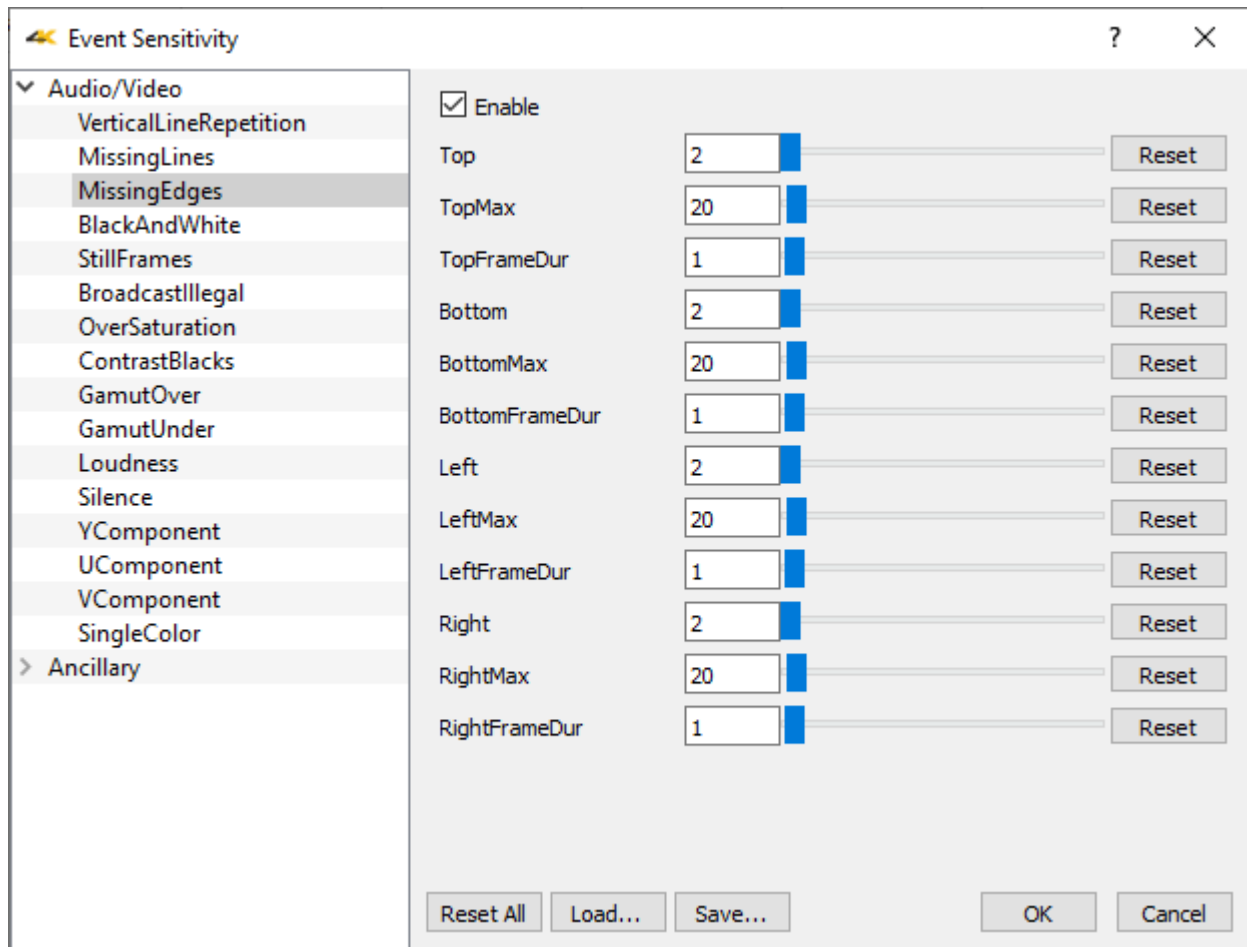 4K Event Sensitivity ?
Audio/Video
VerticalLineRepetition
MissingLines
MissingEdges
BlackAndWhite
StillFrames
BroadcastIllegal
OverSaturation
ContrastBlacks
GamutOver
GamutUnder
Loudness
Silence
YComponent
UComponent
VComponent
SingleColor
Ancillary
Enable
Top 2 Reset
TopMax 20 Reset
TopFrameDur 1 Reset
Bottom 2 Reset
BottomMax 20 Reset
BottomFrameDur 1 Reset
Left 2 Reset
LeftMax 20 Reset
LeftFrameDur 1 Reset
Right 2 Reset
RightMax 20 Reset
RightFrameDur 1 Reset
Reset All Load... Save... OK Cancel